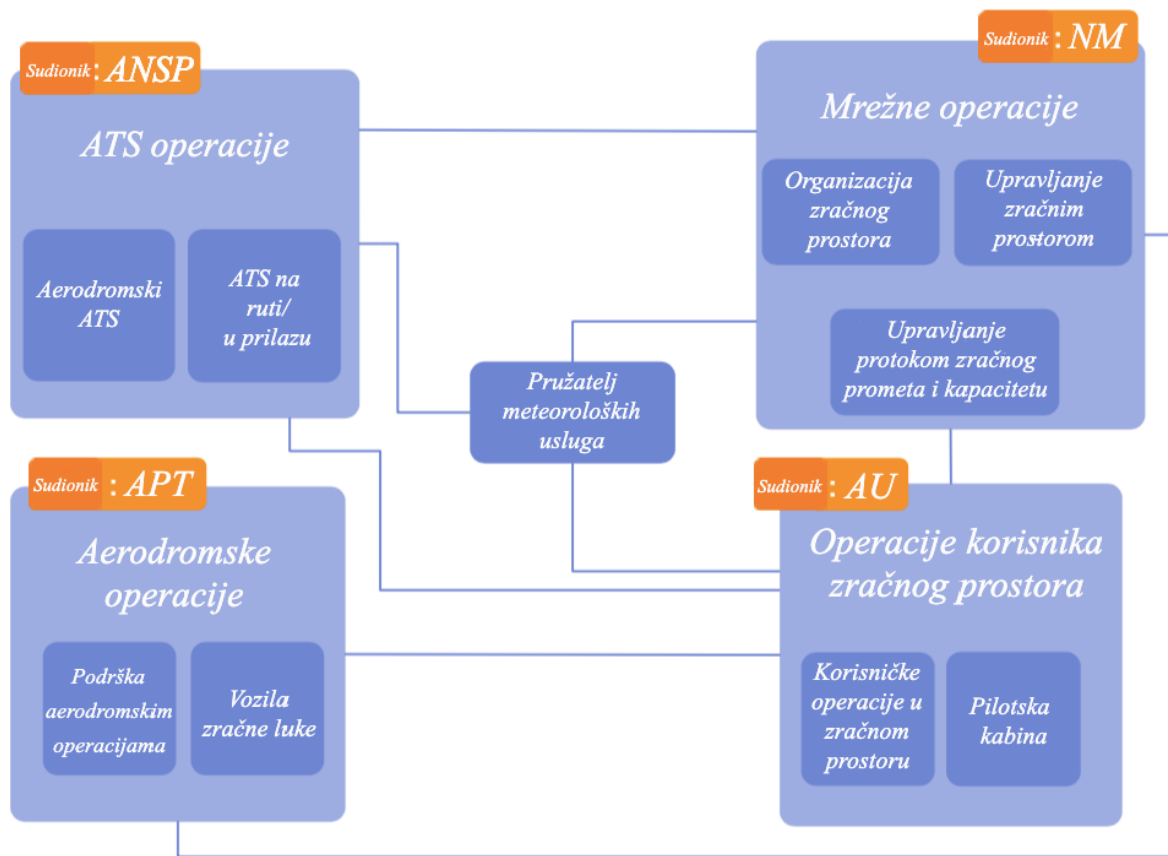 Sudionik : ANSP
ATS operacije
Aerodromski
ATS
ATS na
ruti/
u prilazu
Sudionik : NM
Mrežne operacije
Organizacija
zračnog
prostora
Upravljanje
zračnim
prostorom
Upravljanje
protokom zračnog
prometa i kapacitetu
Pružatelj
meteoroloških
usluga
Sudionik : APT
Aerodromske
operacije
Podrška
aerodromskim
operacijama
Vozila
zračne luke
Sudionik : AU
Operacije korisnika
zračnog prostora
Korisničke
operacije u
zračnom
prostoru
Pilotska
kabina